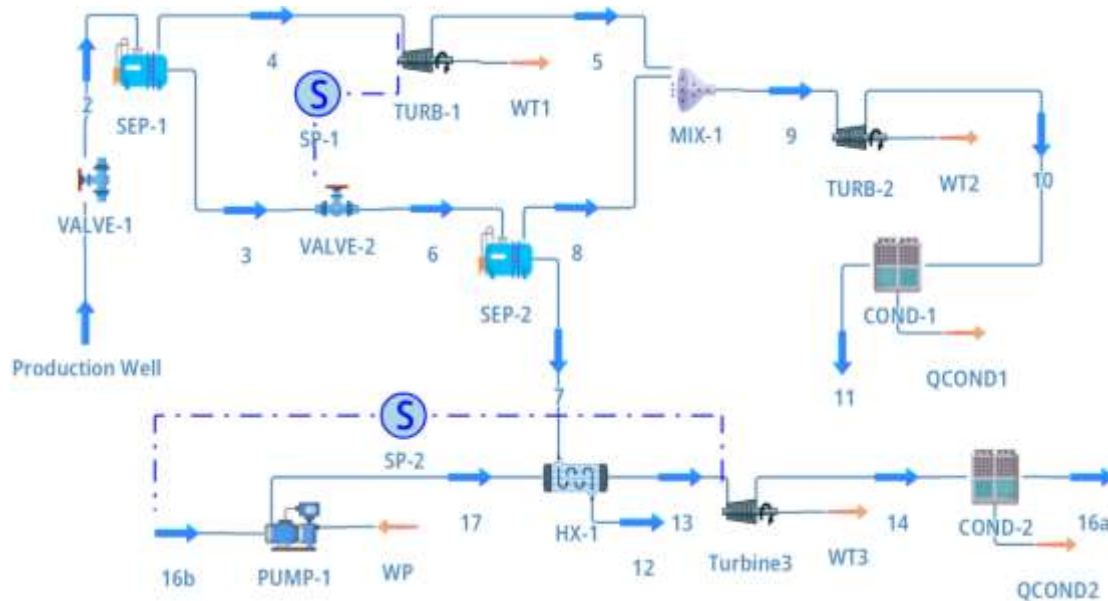 4
5
S
2
SEP-1
SP-1
TURB-1
WT1
MIX-1
9
TURB-2
WT2
10
VALVE-1
3
VALVE-2
6
8
SEP-2
COND-1
Production Well
7
11
QCOND1
S
SP-2
17
HX-1
13
14
COND-2
16a
16b
PUMP-1
WP
12
Turbine3
WT3
QCOND2